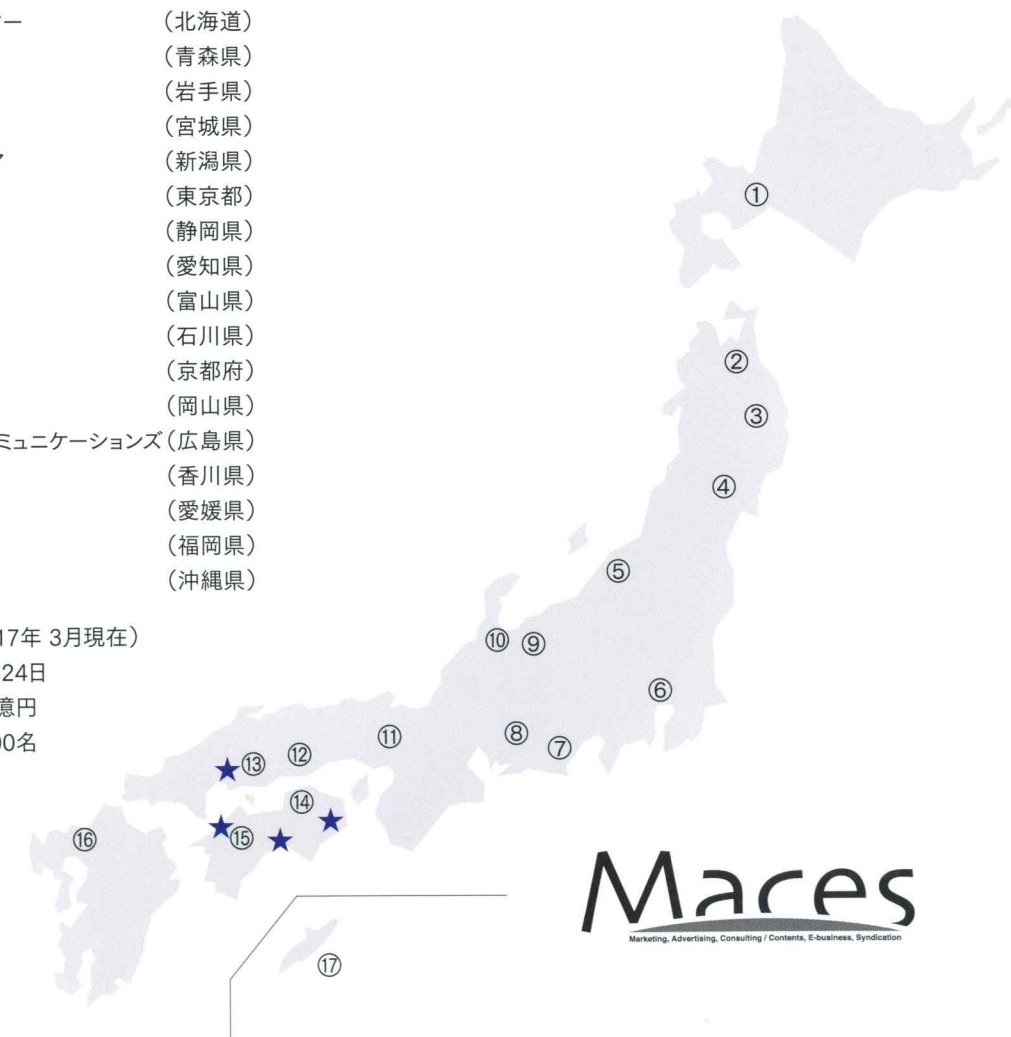 ー (北海道)
(青森県)
(岩手県)
(宮城県)
(新潟県)
(東京都)
(静岡県)
(愛知県)
(富山県)
(石川県)
(京都府)
(岡山県)
ミュニケーションズ(広島県)
(香川県)
(愛媛県)
(福岡県)
(沖縄県)
17年 3月現在)
24日
億円
00名
①
②
③
④
⑤
⑩ ⑨
⑥
⑧ ⑦
⑪
⑫
⑬
⑭
⑮
⑯
⑰
Maces
Marketing, Advertising, Consulting / Contents, E-business, Syndication